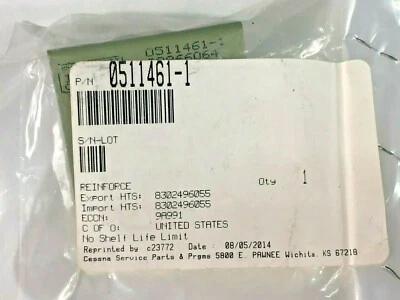 0511461-1
P/N 0511461-1
S/N-LOT
REINFORCE Qty 1
Export HTS: 8302496055
Import HTS: 8302496055
ECCN: 9A991
C OF O: UNITED STATES
No Shelf Life Limit
Reprinted by c23772 Date : 08/05/2014
Cessna Service Parts & Prgms 5800 E. PAWNEE Wichita, KS 67218